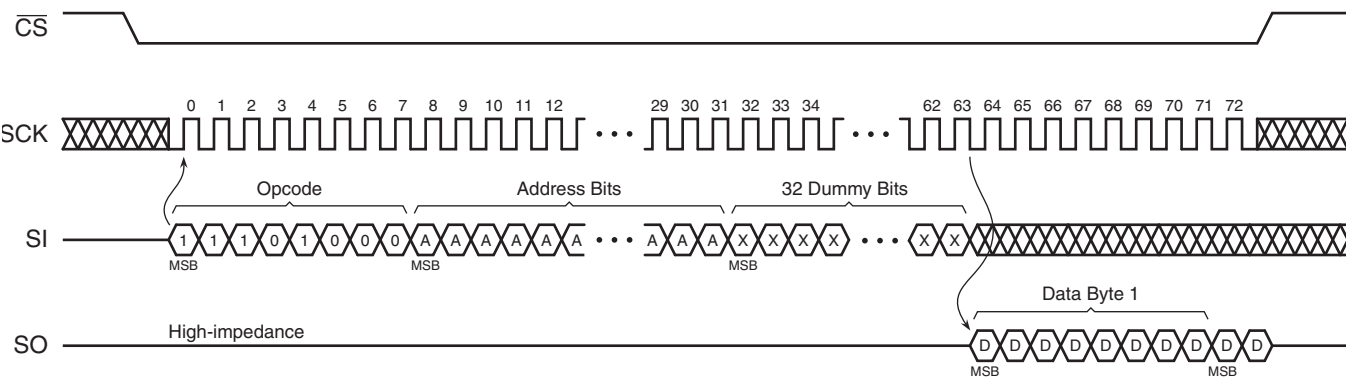 CS
0 1 2 3 4 5 6 7 8 9 10 11 12 29 30 31 32 33 34 62 63 64 65 66 67 68 69 70 71 72
SCK
Opcode Address Bits 32 Dummy Bits
SI 1 1 1 0 1 0 0 0 A A A A A A A A A X X X X X X
MSB MSB MSB
Data Byte 1
High-impedance
SO D D D D D D D D D D
MSB MSB